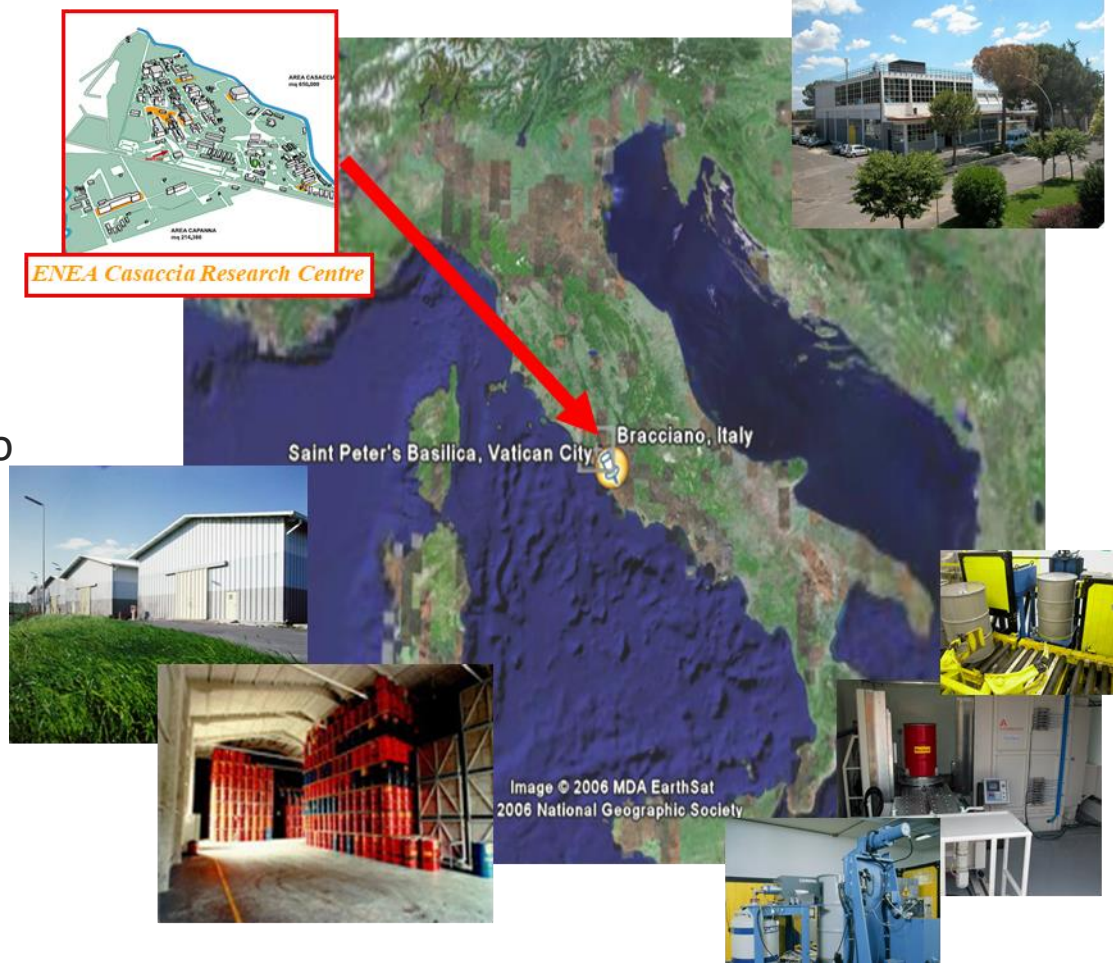 AREA CASACCIA
AREA CAPANNA
ENEA Casaccia Research Centre
Bracciano, Italy
Saint Peter's Basilica, Vatican City
Image © 2006 MDA EarthSat
2006 National Geographic Society